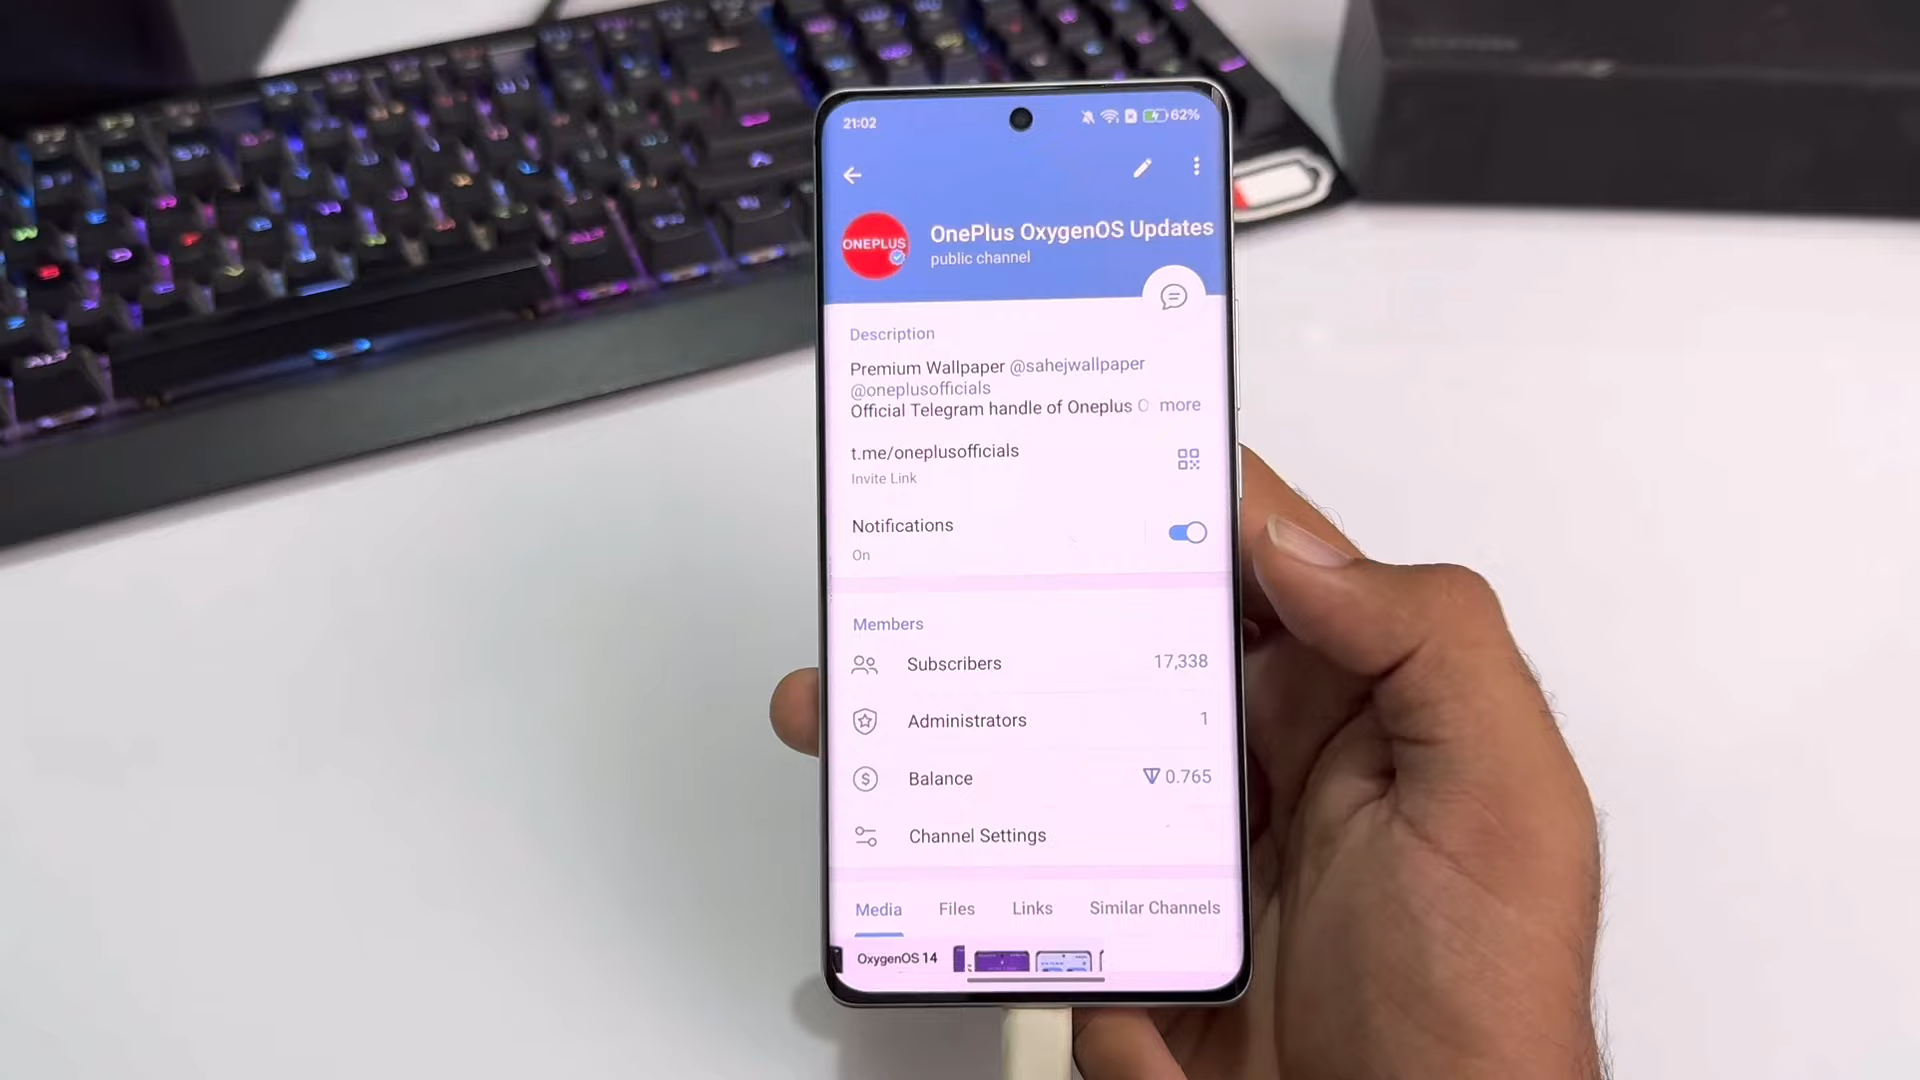 21:02
62%
ONEPLUS
OnePlus OxygenOS Updates
public channel
Description
Premium Wallpaper @sahejwallpaper
@oneplusofficials
Official Telegram handle of Oneplus O more
t.me/oneplusofficials
Invite Link
Notifications
On
Members
Subscribers 17,338
Administrators 1
Balance 0.765
Channel Settings
Media Files Links Similar Channels
OxygenOS 14